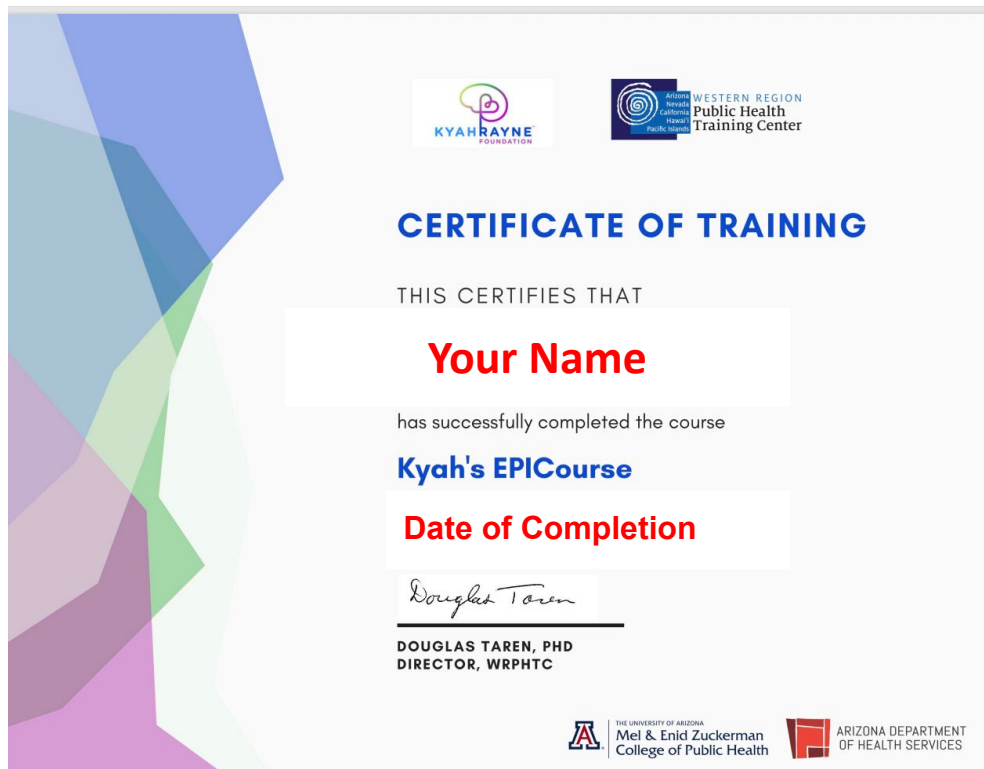 KYAHRAYNE
FOUNDATION
Arizona
Nevada
California
Hawai'i
Pacific Islands
WESTERN REGION
Public Health
Training Center
CERTIFICATE OF TRAINING
THIS CERTIFIES THAT
Your Name
has successfully completed the course
Kyah's EPICourse
Date of Completion
Douglas Taren
DOUGLAS TAREN, PHD
DIRECTOR, WRPHTC
A
THE UNIVERSITY OF ARIZONA
Mel & Enid Zuckerman
College of Public Health
ARIZONA DEPARTMENT
OF HEALTH SERVICES